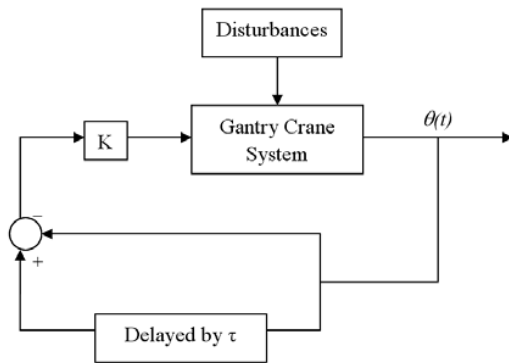 Disturbances
K
Gantry Crane
System
θ(t)
−
+
Delayed by τ